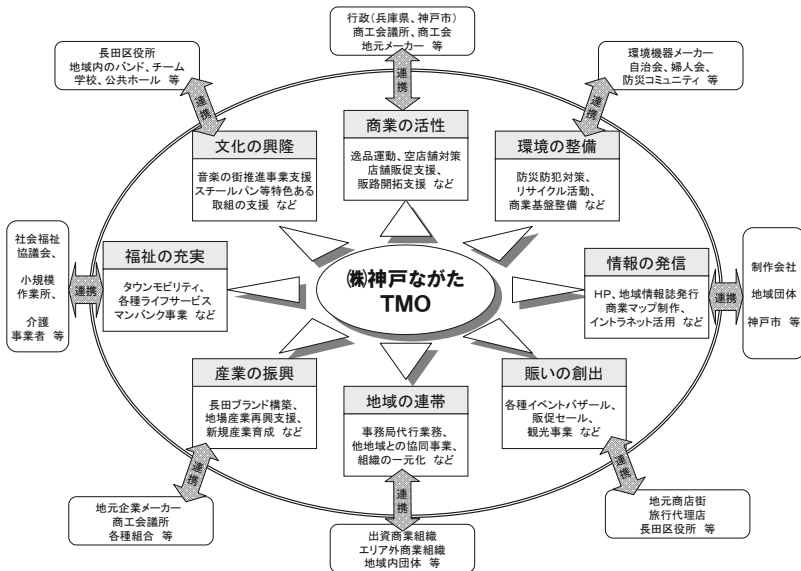 行政（兵庫県、神戸市）
商工会議所、商工会
地元メーカー 等
連携
長田区役所
地域内のバンド、チーム
学校、公共ホール 等
連携
環境機器メーカー
自治会、婦人会、
防災コミュニティ 等
連携
商業の活性
逸品運動、空店舗対策
店舗販促支援、
販路開拓支援 など
文化の興隆
音楽の街推進事業支援
スチールパン等特色ある
取組の支援 など
環境の整備
防災防犯対策、
リサイクル活動、
商業基盤整備 など
社会福祉
協議会、
小規模
作業所、
介護
事業者 等
連携
福祉の充実
タウンモビリティ、
各種ライフサービス
マンバンク事業 など
㈱神戸ながた
TMO
情報の発信
HP、地域情報誌発行
商業マップ制作、
イントラネット活用 など
連携
制作会社
地域団体
神戸市 等
産業の振興
長田ブランド構築、
地場産業再興支援、
新規産業育成 など
地域の連帯
事務局代行業務、
他地域との協同事業、
組織の一元化 など
賑いの創出
各種イベントバザール、
販促セール、
観光事業 など
連携
地元企業メーカー
商工会議所
各種組合 等
連携
出資商業組織
エリア外商業組織
地域内団体 等
連携
地元商店街
旅行代理店
長田区役所 等